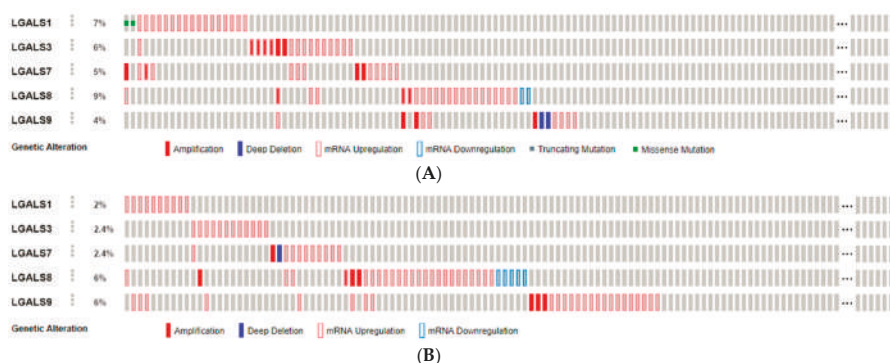 LGALS1 7%
LGALS3 6%
LGALS7 5%
LGALS8 9%
LGALS9 4%
Genetic Alteration Amplification Deep Deletion mRNA Upregulation mRNA Downregulation Truncating Mutation Missense Mutation
(A)
LGALS1 2%
LGALS3 2.4%
LGALS7 2.4%
LGALS8 6%
LGALS9 6%
Genetic Alteration Amplification Deep Deletion mRNA Upregulation mRNA Downregulation
(B)